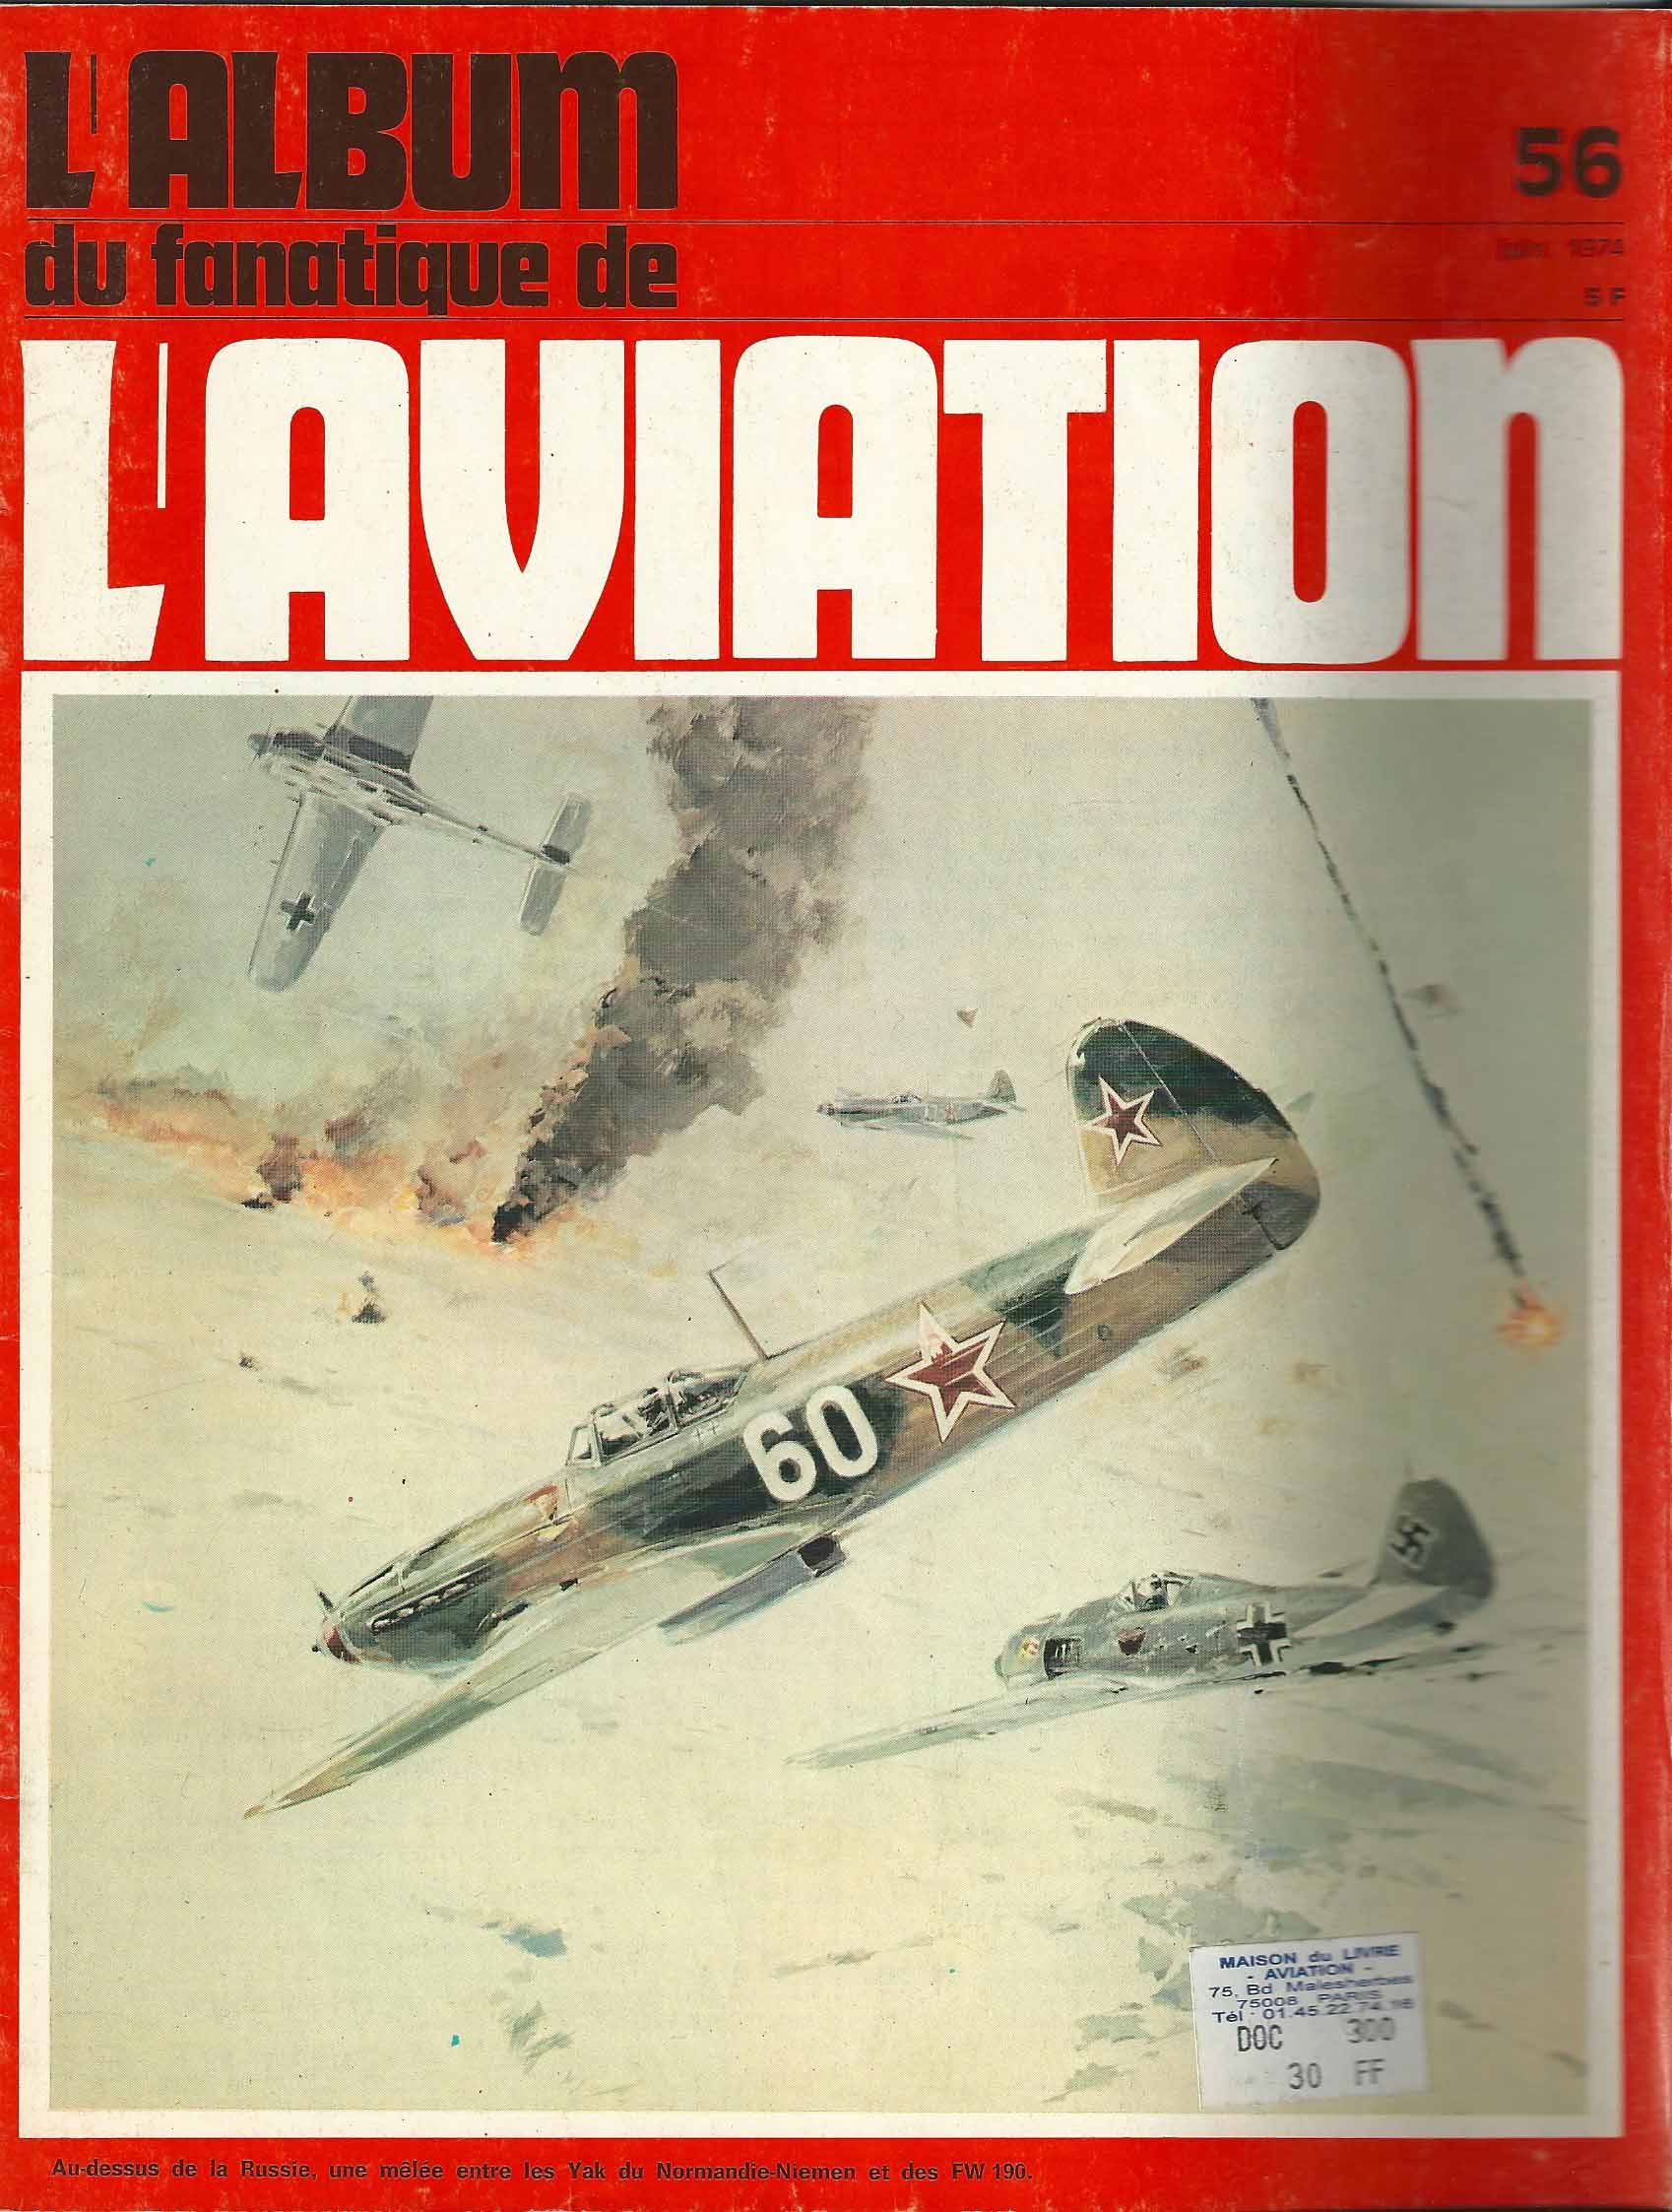 L'ALBUM
56
du fanatique de
juin 1974
5 F
L'AVIATION
60
MAISON du LIVRE
- AVIATION -
75, Bd Malesherbes
75008 PARIS
Tél : 01.45.22.74.16
DOC 300
30 FF
Au-dessus de la Russie, une mêlée entre les Yak du Normandie-Niemen et des FW 190.